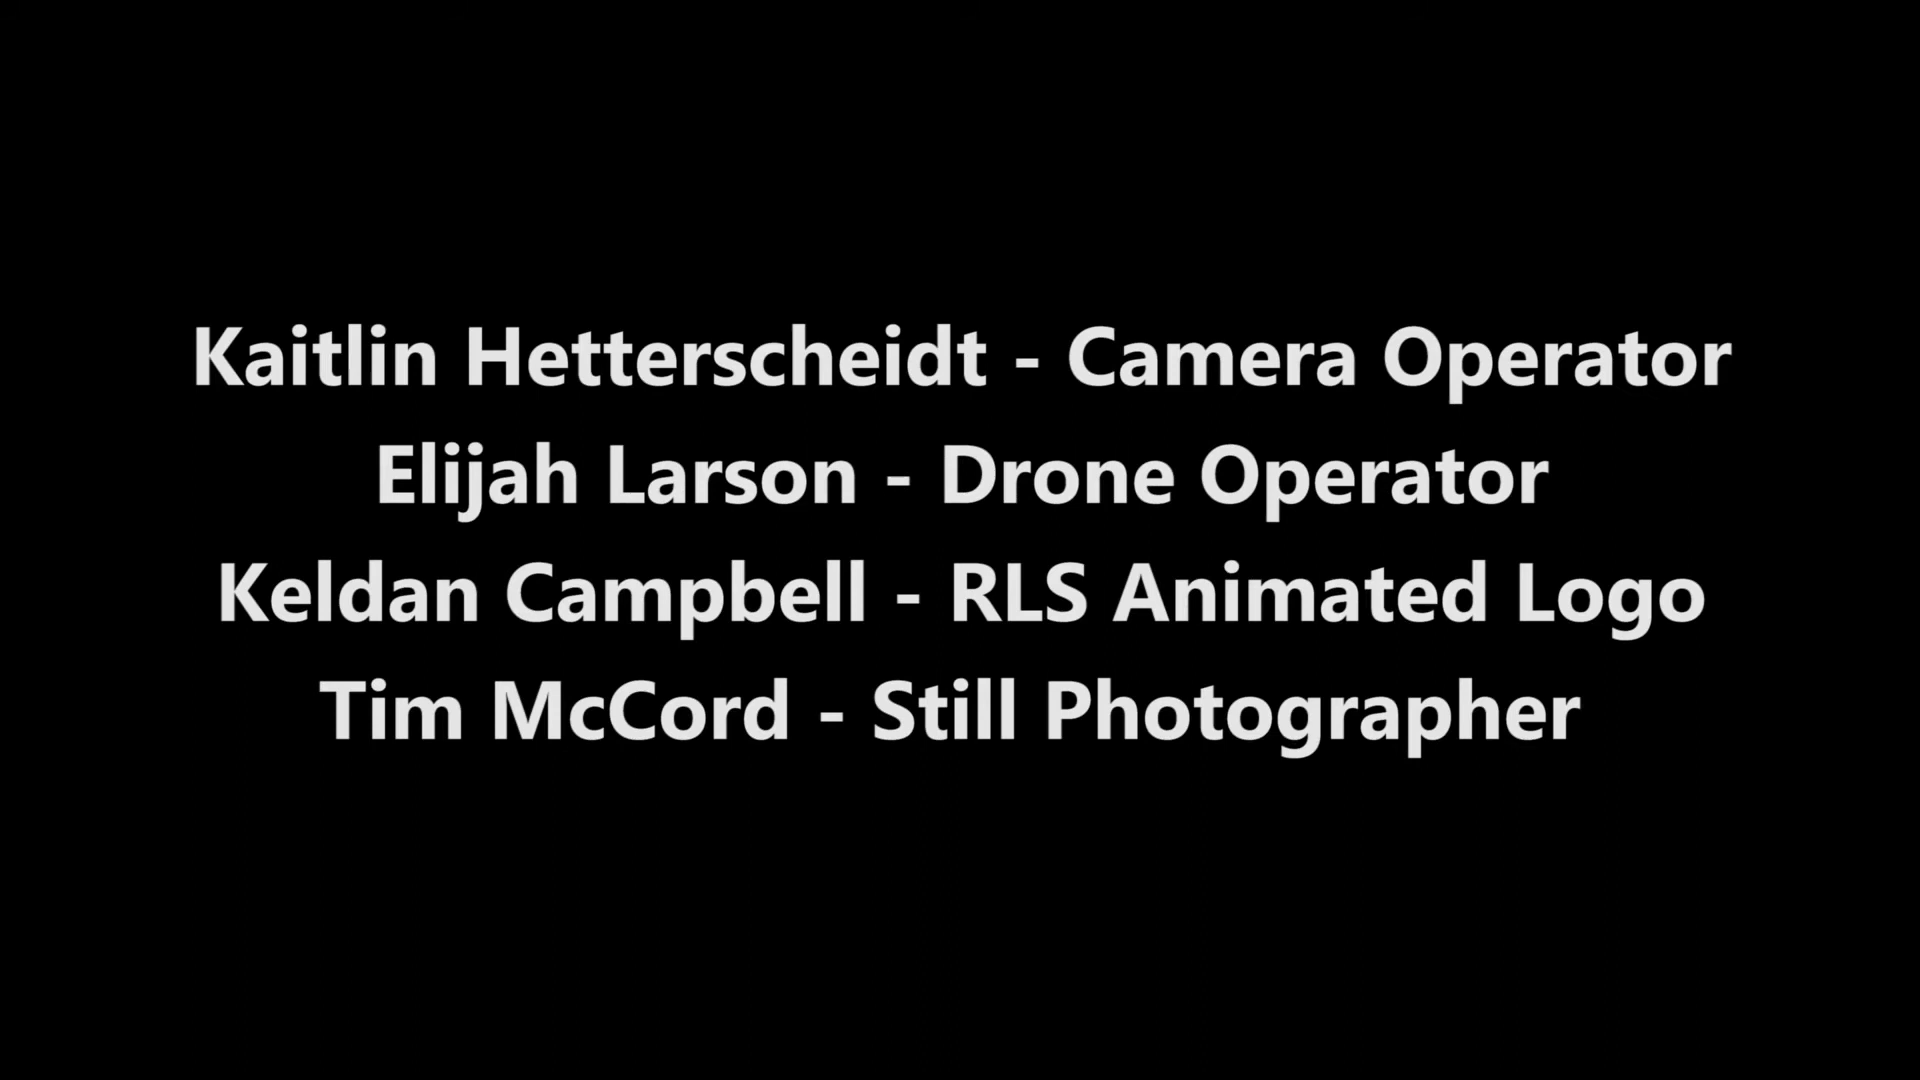 Kaitlin Hetterscheidt - Camera Operator
Elijah Larson - Drone Operator
Keldan Campbell - RLS Animated Logo
Tim McCord - Still Photographer